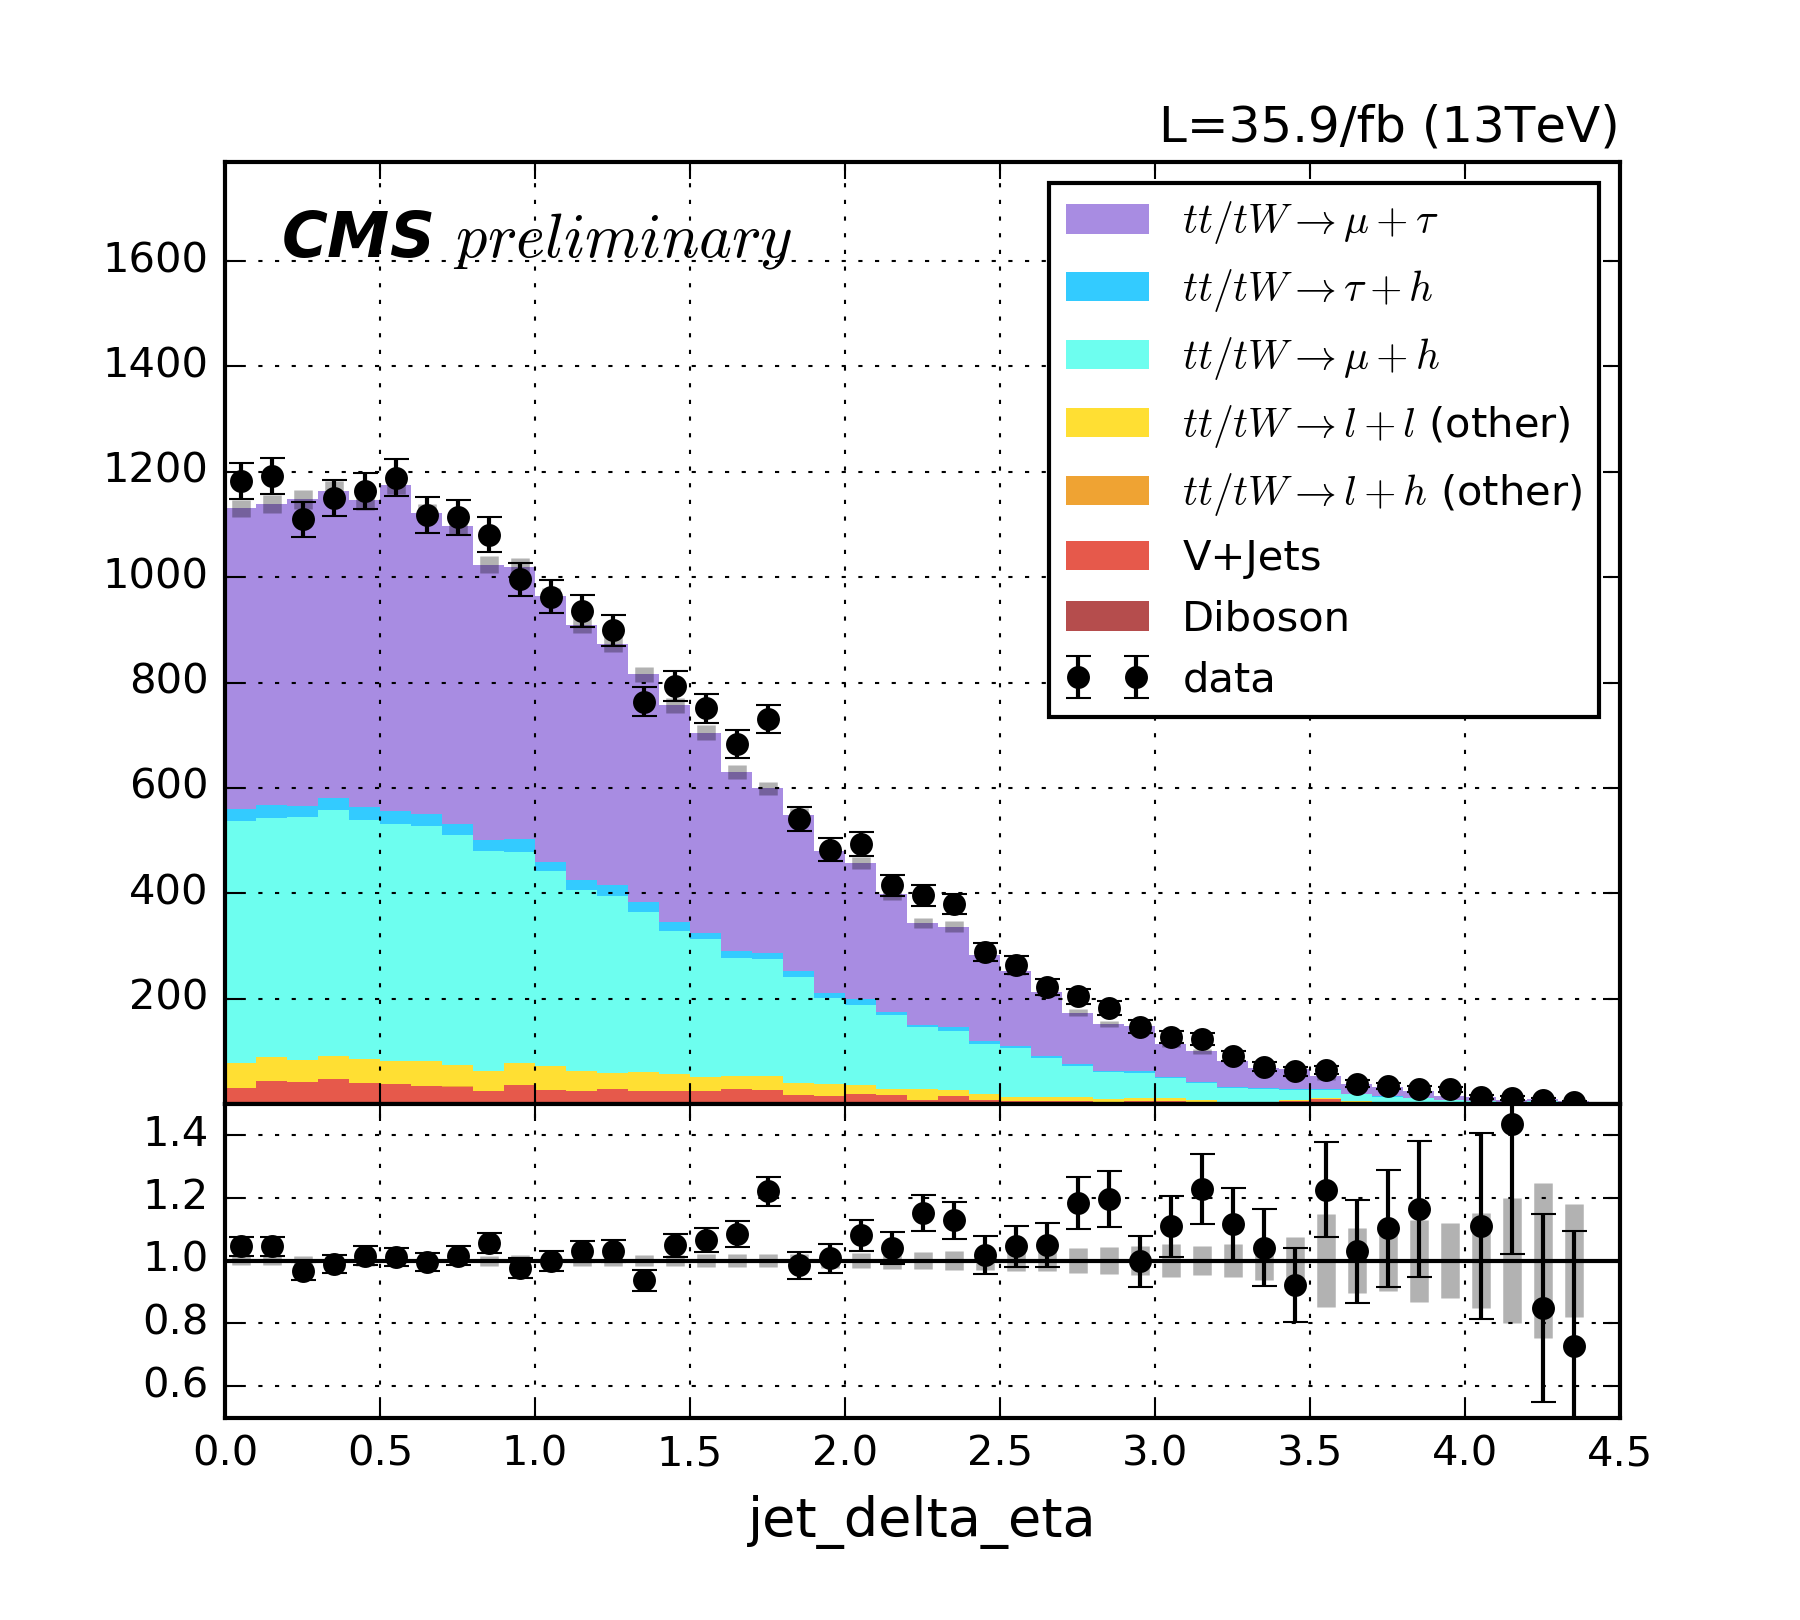 L=35.9/fb (13TeV)
CMS preliminary
1600
1400
1200
1000
800
600
400
200
tt/tW → μ + τ
tt/tW → τ + h
tt/tW → μ + h
tt/tW → l + l (other)
tt/tW → l + h (other)
V+Jets
Diboson
data
1.4
1.2
1.0
0.8
0.6
0.0 0.5 1.0 1.5 2.0 2.5 3.0 3.5 4.0 4.5
jet_delta_eta